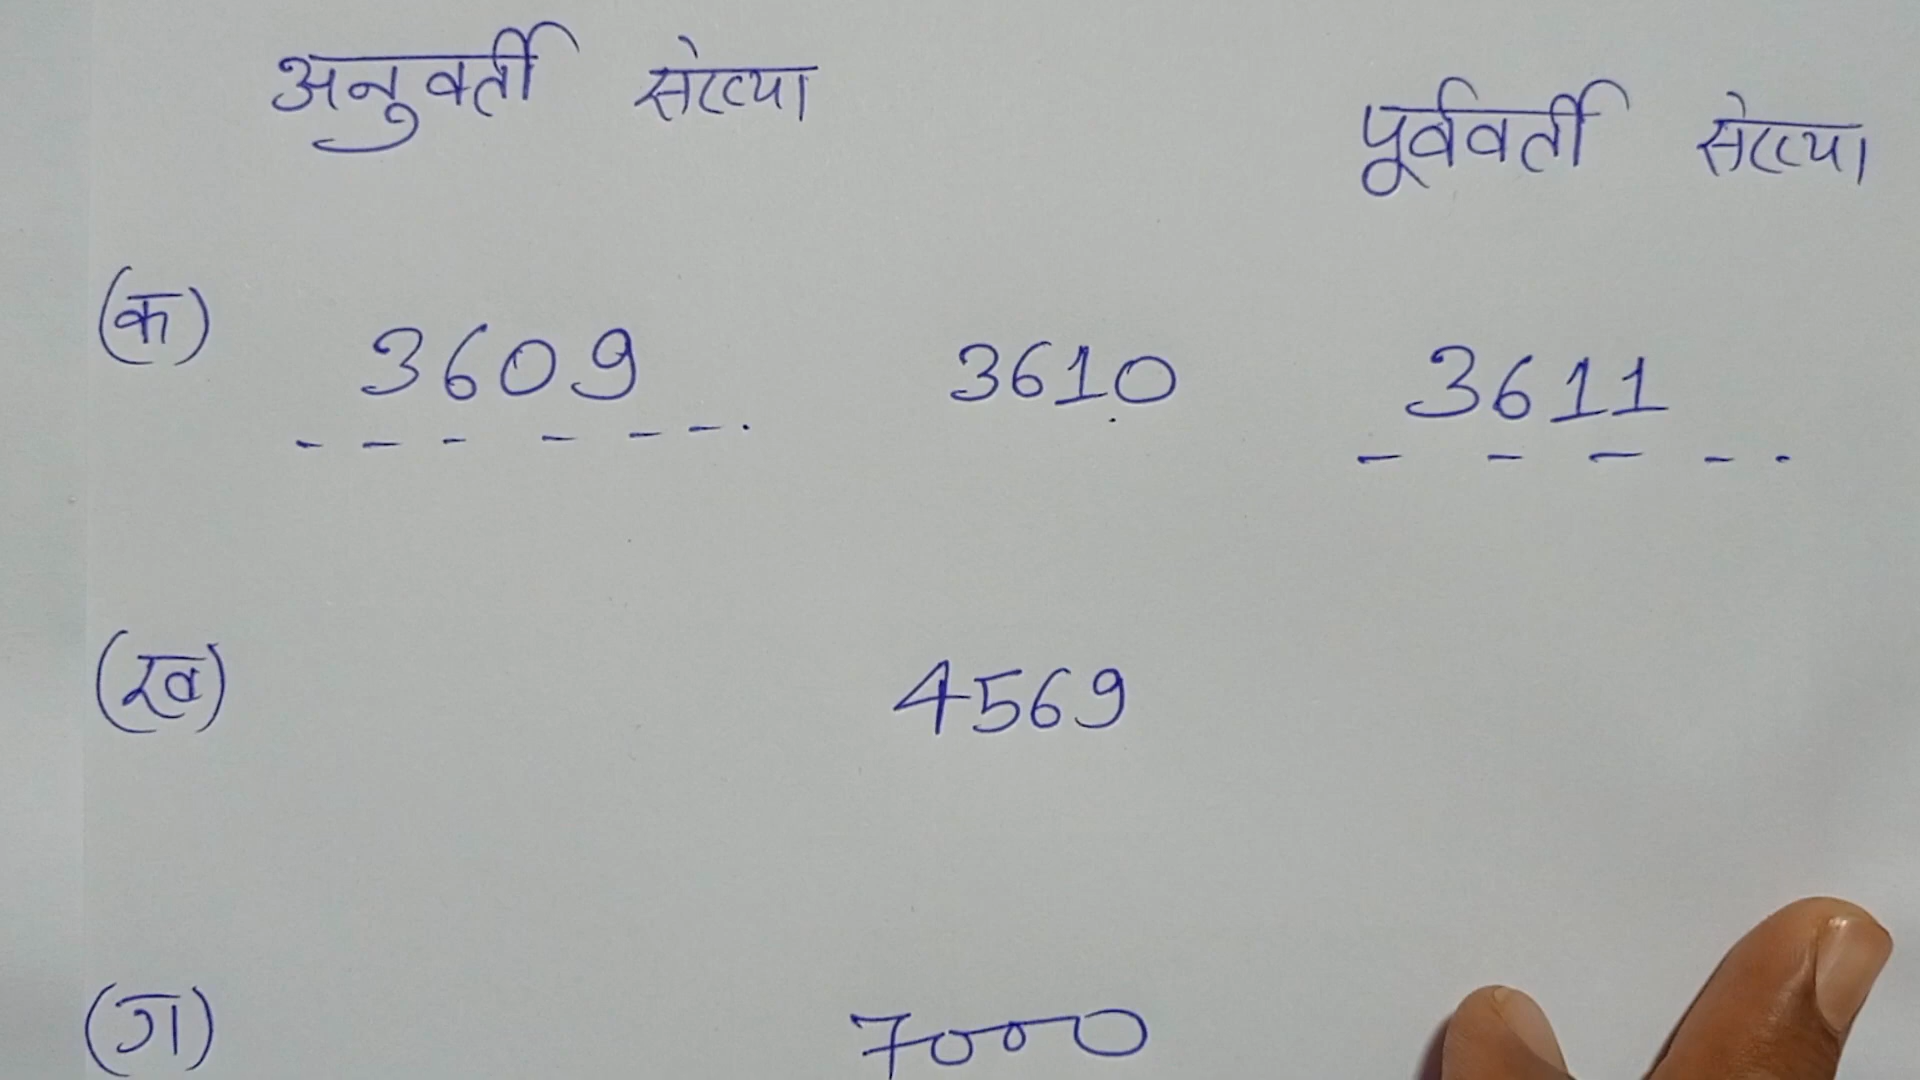 अनुवर्ती संख्या पूर्ववर्ती संख्या
(क) 3609 3610 3611
(ख) 4569
(ग) 7000